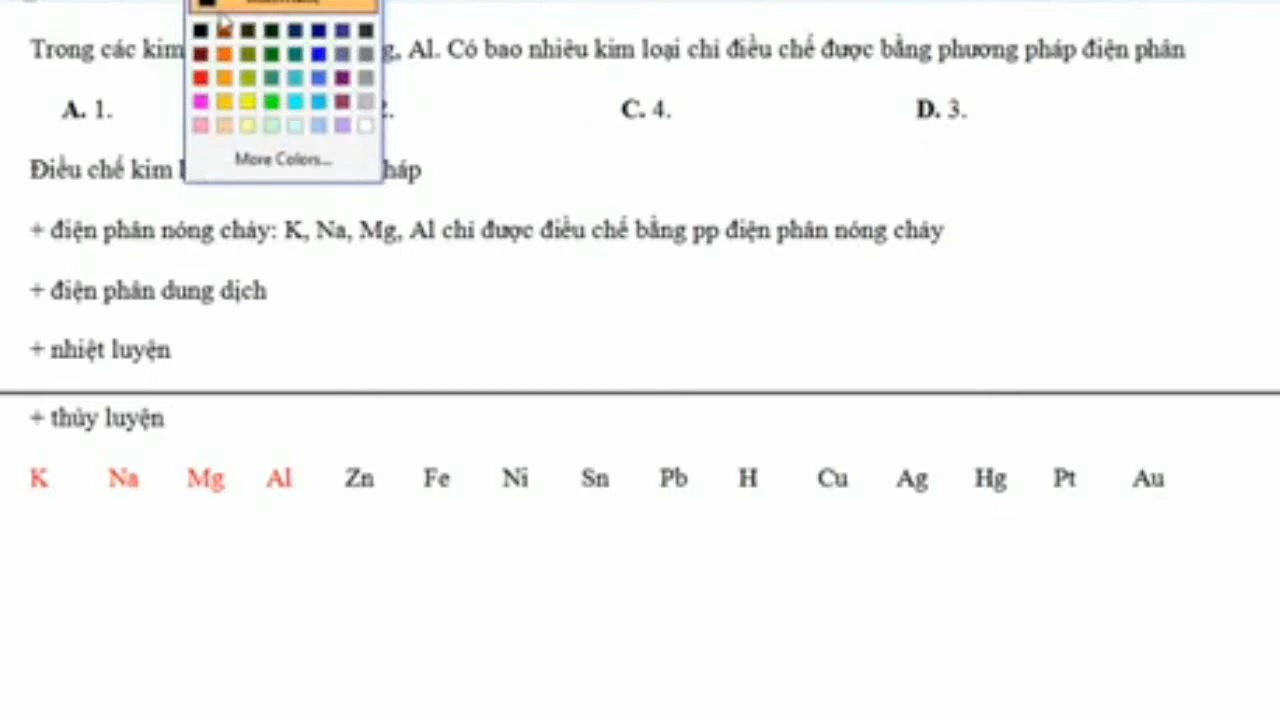 Trong các kim g, Al. Có bao nhiêu kim loại chỉ điều chế được bằng phương pháp điện phân
A. 1. 2. C. 4. D. 3.
More Colors...
Điều chế kim háp
+ điện phân nóng chảy: K, Na, Mg, Al chỉ được điều chế bằng pp điện phân nóng chảy
+ điện phân dung dịch
+ nhiệt luyện
+ thủy luyện
K Na Mg Al Zn Fe Ni Sn Pb H Cu Ag Hg Pt Au